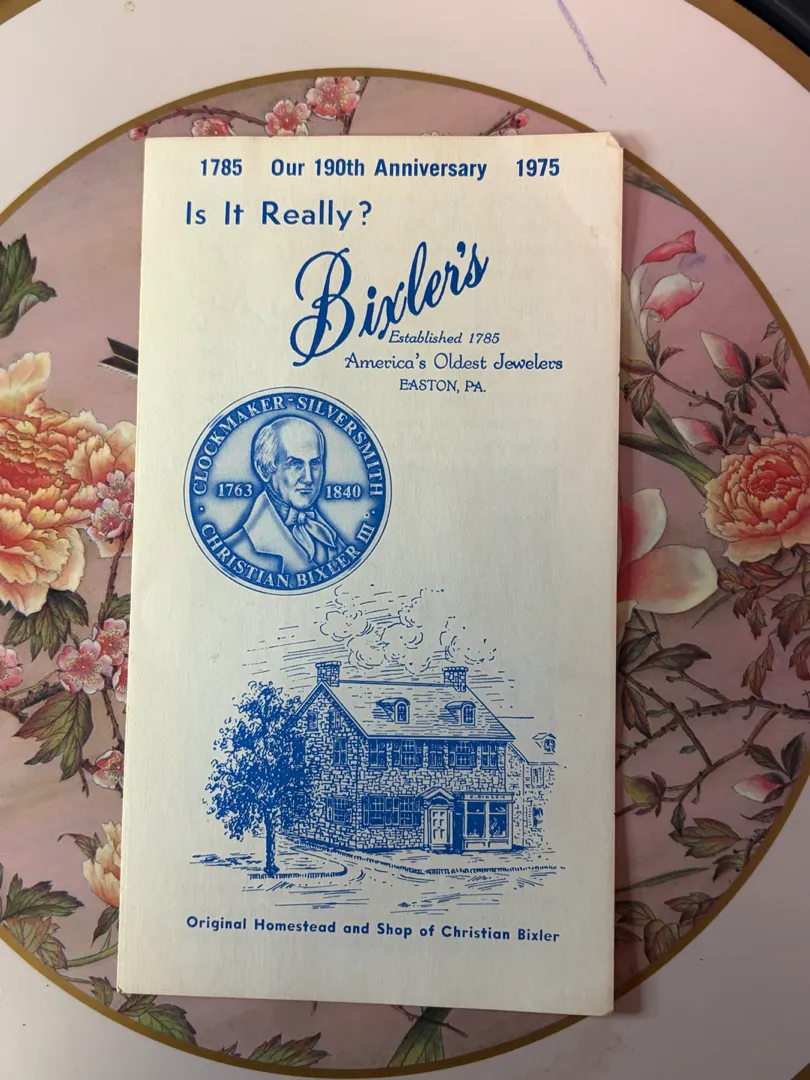 1785 Our 190th Anniversary 1975
Is It Really?
Bixler's
Established 1785
America's Oldest Jewelers
EASTON, PA.
CLOCKMAKER-SILVERSMITH
1763 1840
CHRISTIAN BIXLER III
Original Homestead and Shop of Christian Bixler